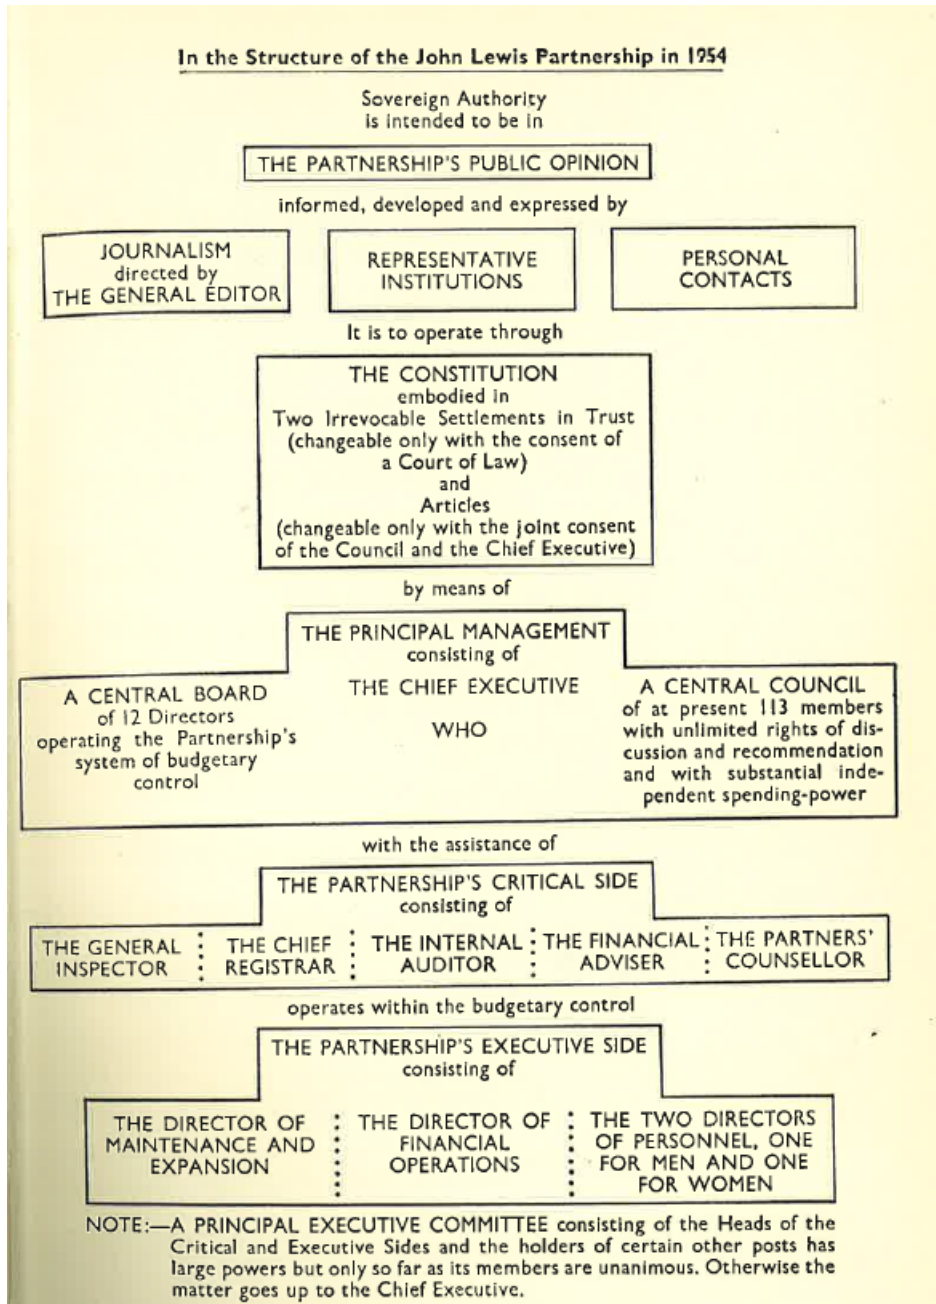 In the Structure of the John Lewis Partnership in 1954
Sovereign Authority
is intended to be in
THE PARTNERSHIP'S PUBLIC OPINION
informed, developed and expressed by
JOURNALISM
directed by
THE GENERAL EDITOR
REPRESENTATIVE
INSTITUTIONS
PERSONAL
CONTACTS
It is to operate through
THE CONSTITUTION
embodied in
Two Irrevocable Settlements in Trust
(changeable only with the consent of
a Court of Law)
and
Articles
(changeable only with the joint consent
of the Council and the Chief Executive)
by means of
THE PRINCIPAL MANAGEMENT
consisting of
A CENTRAL BOARD
of 12 Directors
operating the Partnership's
system of budgetary
control
THE CHIEF EXECUTIVE
WHO
A CENTRAL COUNCIL
of at present 113 members
with unlimited rights of dis-
cussion and recommendation
and with substantial inde-
pendent spending-power
with the assistance of
THE PARTNERSHIP'S CRITICAL SIDE
consisting of
THE GENERAL
INSPECTOR
THE CHIEF
REGISTRAR
THE INTERNAL
AUDITOR
THE FINANCIAL
ADVISER
THE PARTNERS'
COUNSELLOR
operates within the budgetary control
THE PARTNERSHIP'S EXECUTIVE SIDE
consisting of
THE DIRECTOR OF
MAINTENANCE AND
EXPANSION
THE DIRECTOR OF
FINANCIAL
OPERATIONS
THE TWO DIRECTORS
OF PERSONNEL, ONE
FOR MEN AND ONE
FOR WOMEN
NOTE:—A PRINCIPAL EXECUTIVE COMMITTEE consisting of the Heads of the
Critical and Executive Sides and the holders of certain other posts has
large powers but only so far as its members are unanimous. Otherwise the
matter goes up to the Chief Executive.